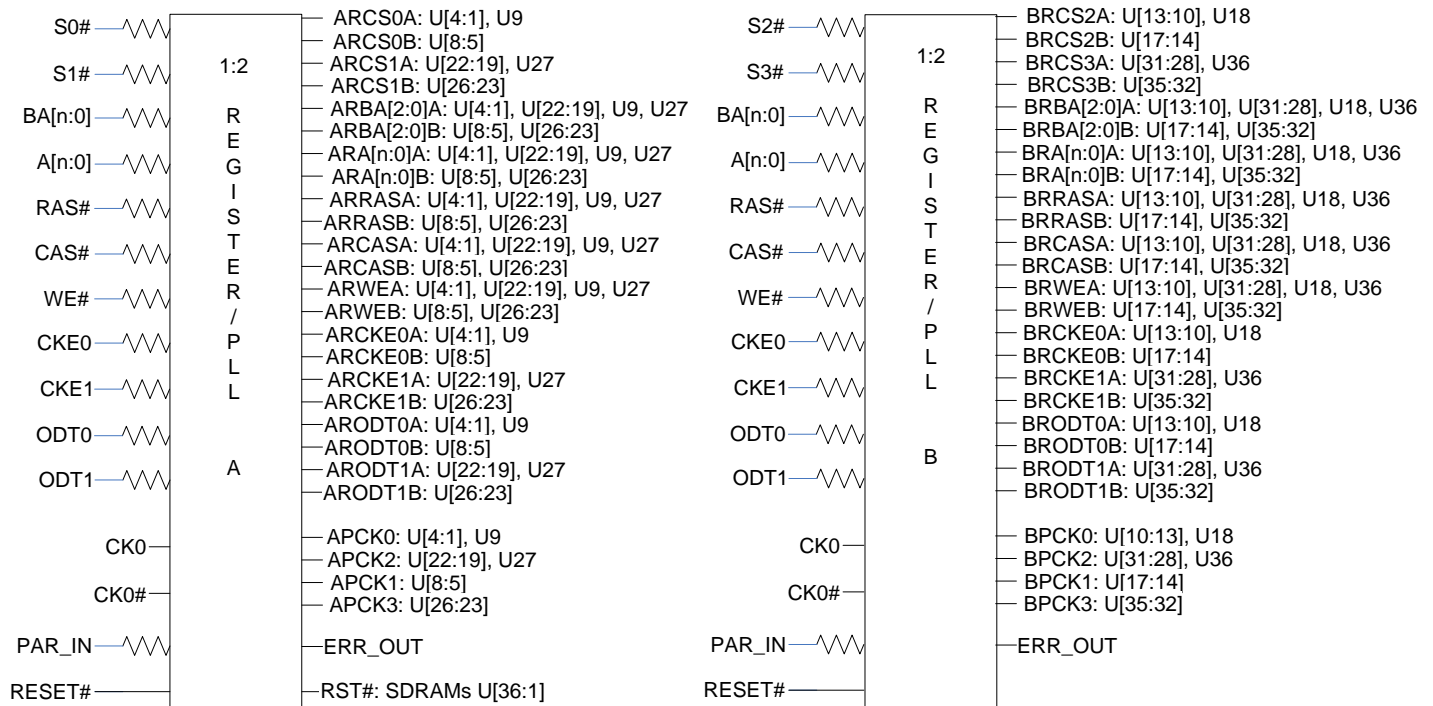 S0#
S1#
BA[n:0]
A[n:0]
RAS#
CAS#
WE#
CKE0
CKE1
ODT0
ODT1
CK0
CK0#
PAR_IN
RESET#
1:2
R
E
G
I
S
T
E
R
/
P
L
L
A
ARCS0A: U[4:1], U9
ARCS0B: U[8:5]
ARCS1A: U[22:19], U27
ARCS1B: U[26:23]
ARBA[2:0]A: U[4:1], U[22:19], U9, U27
ARBA[2:0]B: U[8:5], U[26:23]
ARA[n:0]A: U[4:1], U[22:19], U9, U27
ARA[n:0]B: U[8:5], U[26:23]
ARRASA: U[4:1], U[22:19], U9, U27
ARRASB: U[8:5], U[26:23]
ARCASA: U[4:1], U[22:19], U9, U27
ARCASB: U[8:5], U[26:23]
ARWEA: U[4:1], U[22:19], U9, U27
ARWEB: U[8:5], U[26:23]
ARCKE0A: U[4:1], U9
ARCKE0B: U[8:5]
ARCKE1A: U[22:19], U27
ARCKE1B: U[26:23]
ARODT0A: U[4:1], U9
ARODT0B: U[8:5]
ARODT1A: U[22:19], U27
ARODT1B: U[26:23]
APCK0: U[4:1], U9
APCK2: U[22:19], U27
APCK1: U[8:5]
APCK3: U[26:23]
ERR_OUT
RST#: SDRAMs U[36:1]
S2#
S3#
BA[n:0]
A[n:0]
RAS#
CAS#
WE#
CKE0
CKE1
ODT0
ODT1
CK0
CK0#
PAR_IN
RESET#
1:2
R
E
G
I
S
T
E
R
/
P
L
L
B
BRCS2A: U[13:10], U18
BRCS2B: U[17:14]
BRCS3A: U[31:28], U36
BRCS3B: U[35:32]
BRBA[2:0]A: U[13:10], U[31:28], U18, U36
BRBA[2:0]B: U[17:14], U[35:32]
BRA[n:0]A: U[13:10], U[31:28], U18, U36
BRA[n:0]B: U[17:14], U[35:32]
BRRASA: U[13:10], U[31:28], U18, U36
BRRASB: U[17:14], U[35:32]
BRCASA: U[13:10], U[31:28], U18, U36
BRCASB: U[17:14], U[35:32]
BRWEA: U[13:10], U[31:28], U18, U36
BRWEB: U[17:14], U[35:32]
BRCKE0A: U[13:10], U18
BRCKE0B: U[17:14]
BRCKE1A: U[31:28], U36
BRCKE1B: U[35:32]
BRODT0A: U[13:10], U18
BRODT0B: U[17:14]
BRODT1A: U[31:28], U36
BRODT1B: U[35:32]
BPCK0: U[10:13], U18
BPCK2: U[31:28], U36
BPCK1: U[17:14]
BPCK3: U[35:32]
ERR_OUT